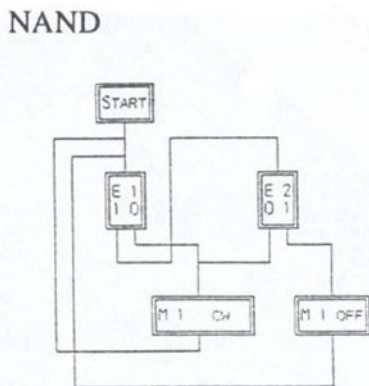 NAND
START
E 1
1 0
E 2
0 1
M 1 CW
M 1 OFF